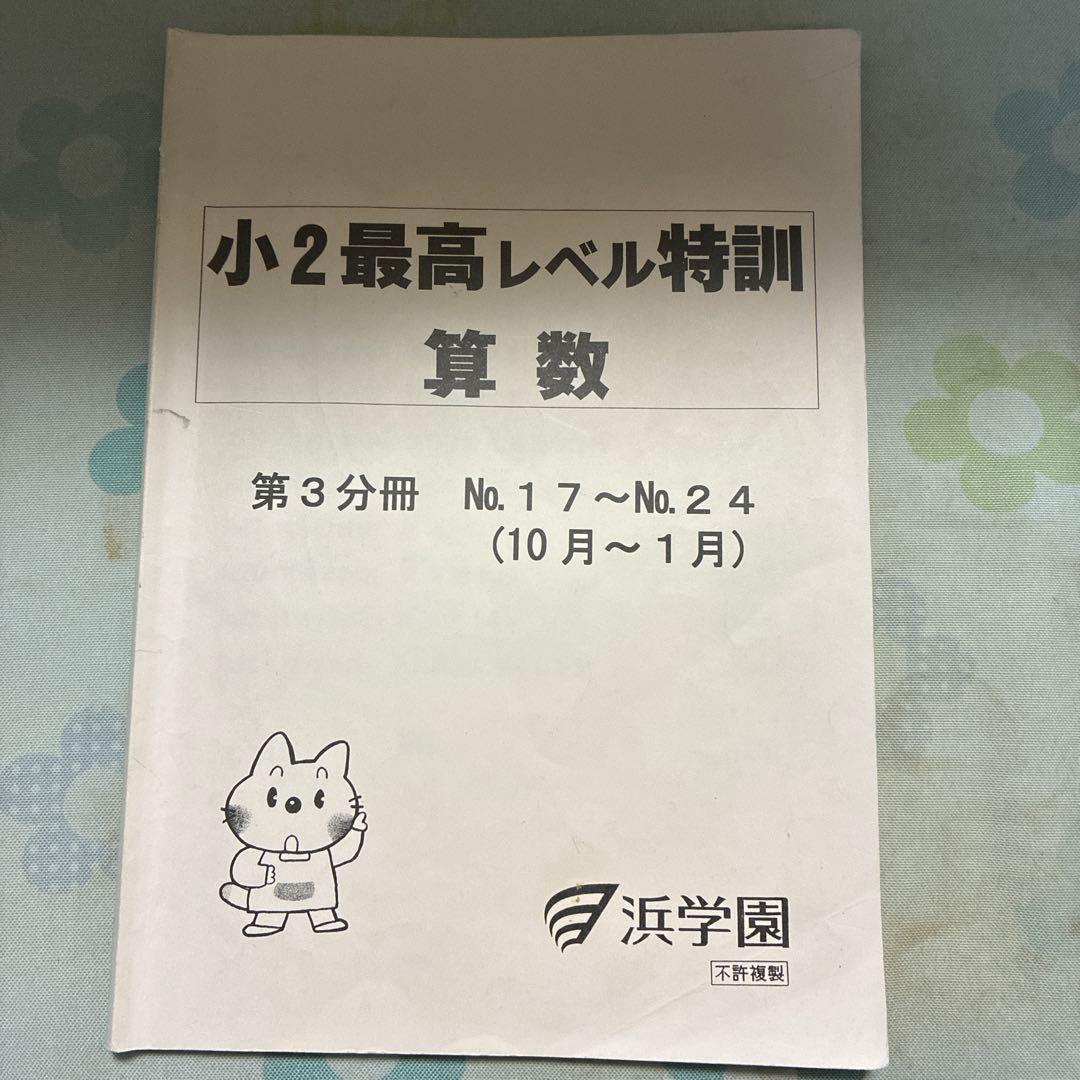 小2最高レベル特訓
算数
第3分冊 №.17～№.24
(10月～1月)
浜学園
不許複製